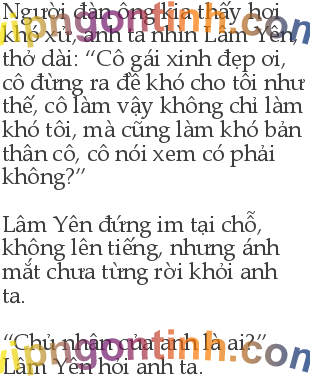 Người đàn ông kia thấy hơi
khó xử, anh ta nhìn Lâm Yên,
thở dài: “Cô gái xinh đẹp ơi,
cô đừng ra đề khó cho tôi như
thế, cô làm vậy không chỉ làm
khó tôi, mà cũng làm khó bản
thân cô, cô nói xem có phải
không?”
Lâm Yên đứng im tại chỗ,
không lên tiếng, nhưng ánh
mắt chưa từng rời khỏi anh
ta.
“Chủ nhân của anh là ai?”
Lâm Yên hỏi anh ta.